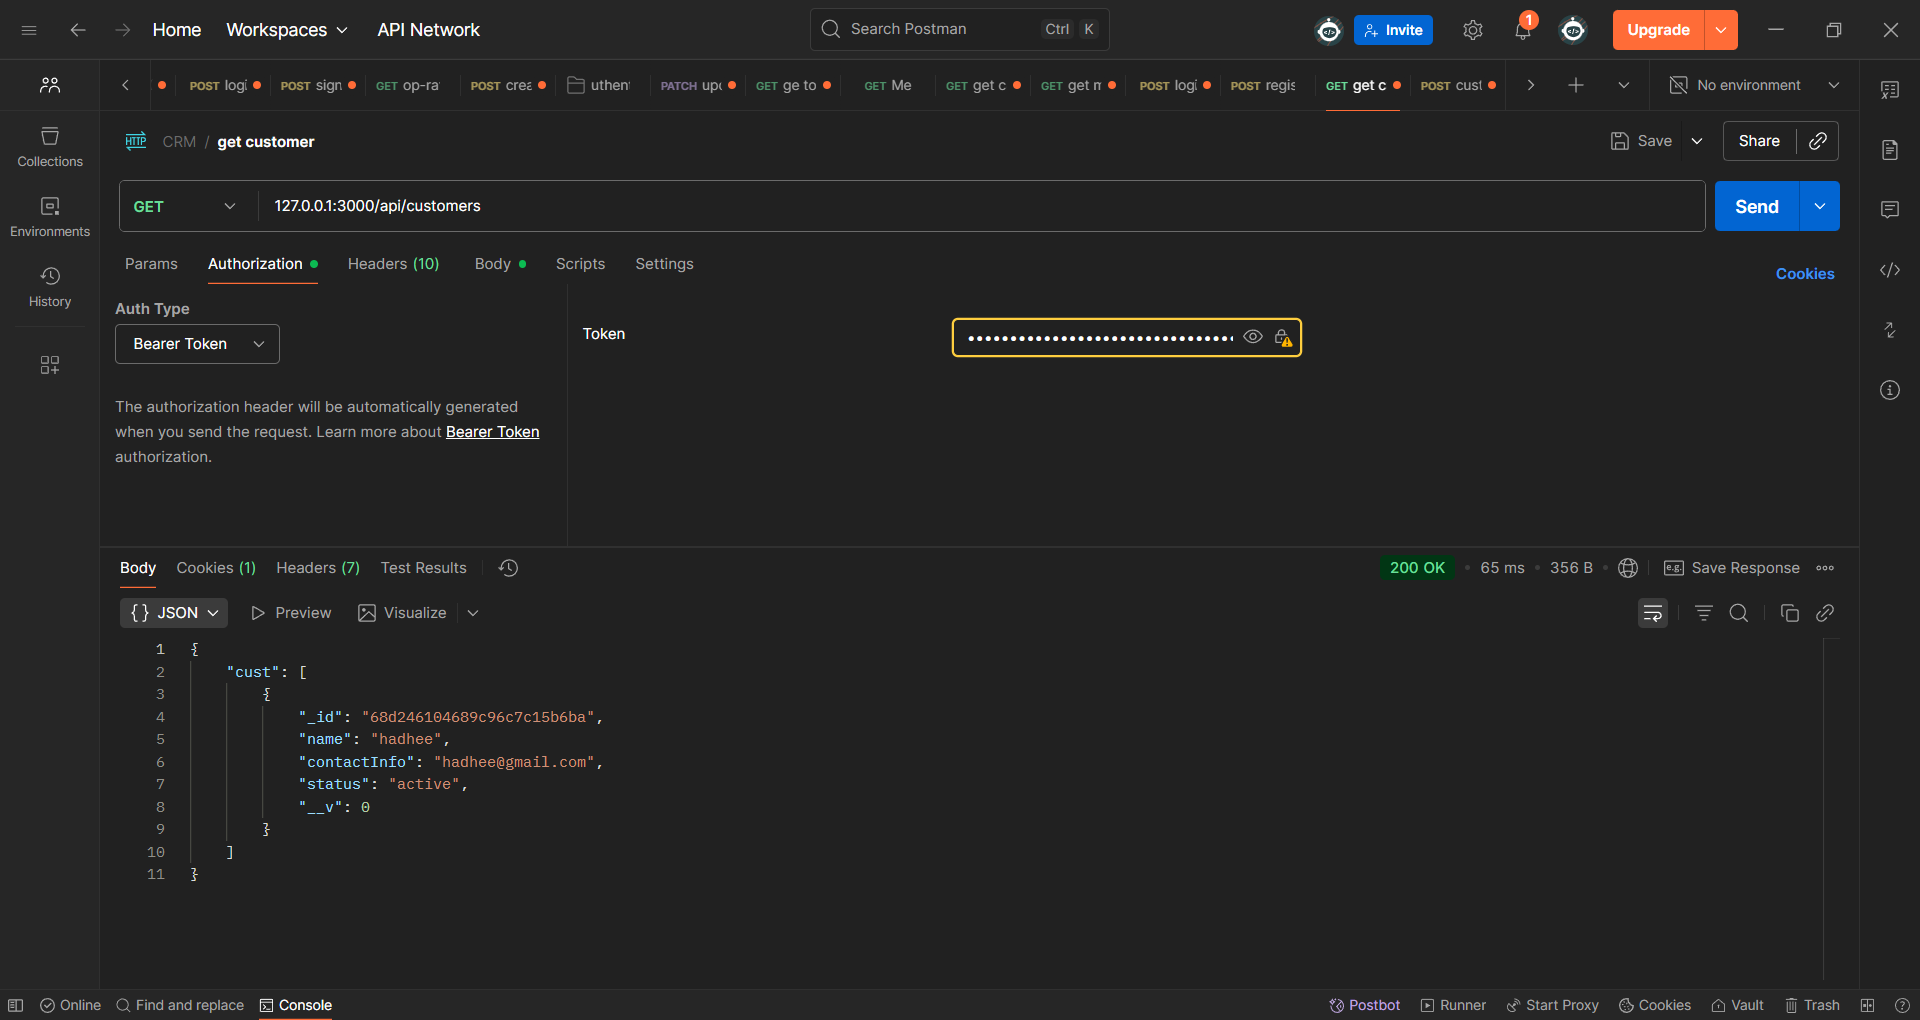 Home Workspaces API Network Search Postman Ctrl K Invite 1 Upgrade
POST logi POST sign GET op-ra POST crea uthen PATCH upd GET ge to GET Me GET get c GET get m POST logi POST regis GET get c POST cust No environment
HTTP CRM / get customer Save Share
Collections
GET 127.0.0.1:3000/api/customers Send
Environments
Params Authorization Headers (10) Body Scripts Settings Cookies
History
Auth Type
Bearer Token
Token
The authorization header will be automatically generated
when you send the request. Learn more about Bearer Token
authorization.
Body Cookies (1) Headers (7) Test Results 200 OK • 65 ms • 356 B e.g. Save Response
{} JSON Preview Visualize
1 {
2 "cust": [
3 {
4 "_id": "68d246104689c96c7c15b6ba",
5 "name": "hadhee",
6 "contactInfo": "hadhee@gmail.com",
7 "status": "active",
8 "__v": 0
9 }
10 ]
11 }
Online Find and replace Console Postbot Runner Start Proxy Cookies Vault Trash